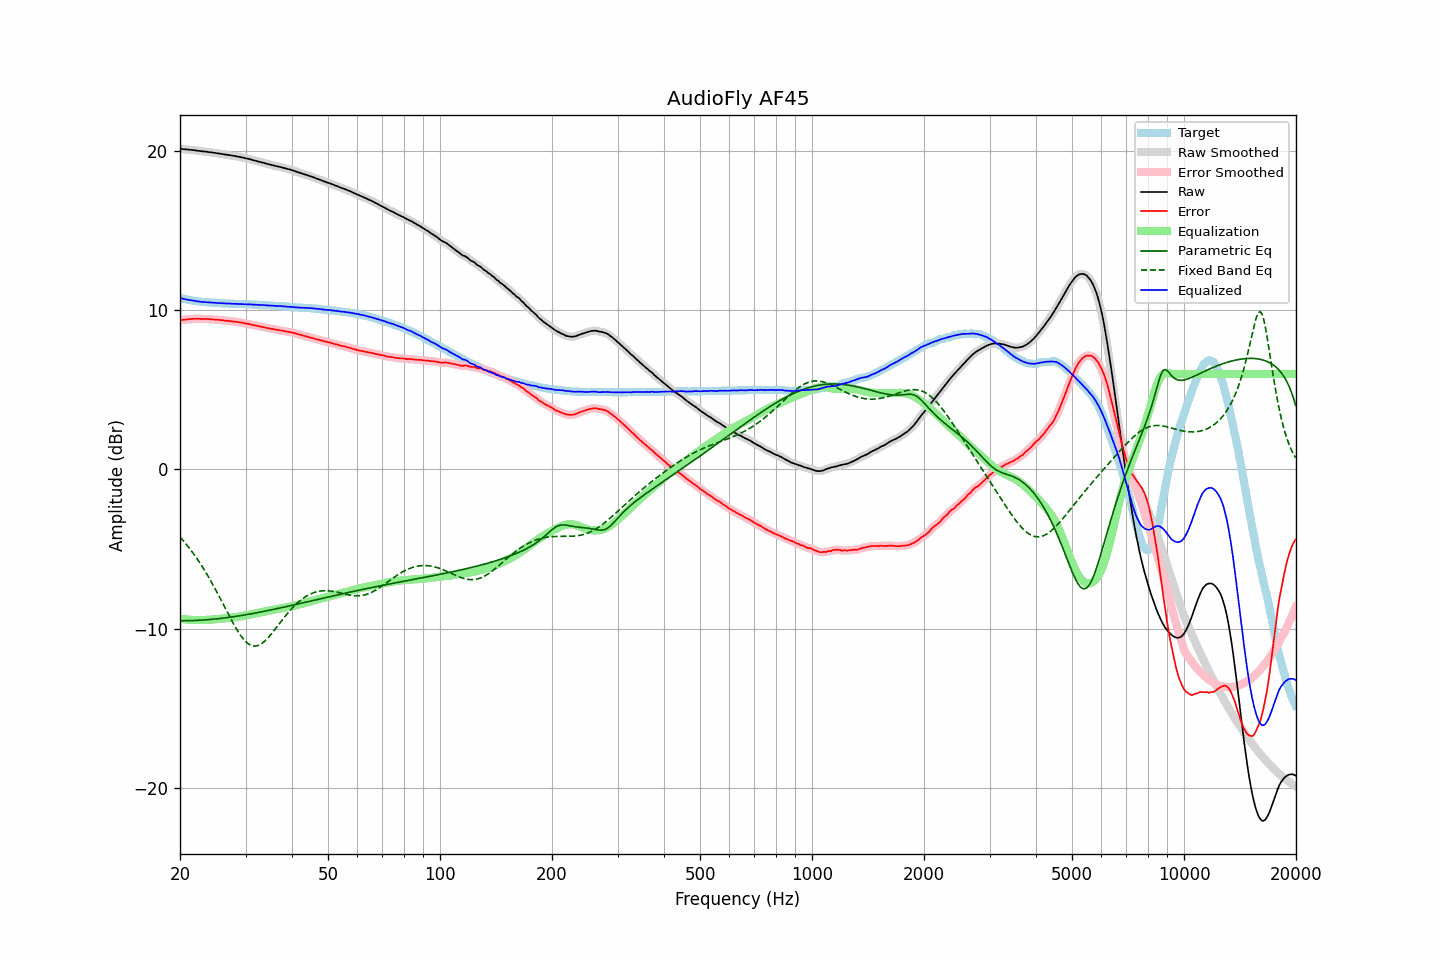 AudioFly AF45
Amplitude (dBr)
20
10
0
−10
−20
20
50
100
200
500
1000
2000
5000
10000
20000
Frequency (Hz)
Target
Raw Smoothed
Error Smoothed
Raw
Error
Equalization
Parametric Eq
Fixed Band Eq
Equalized